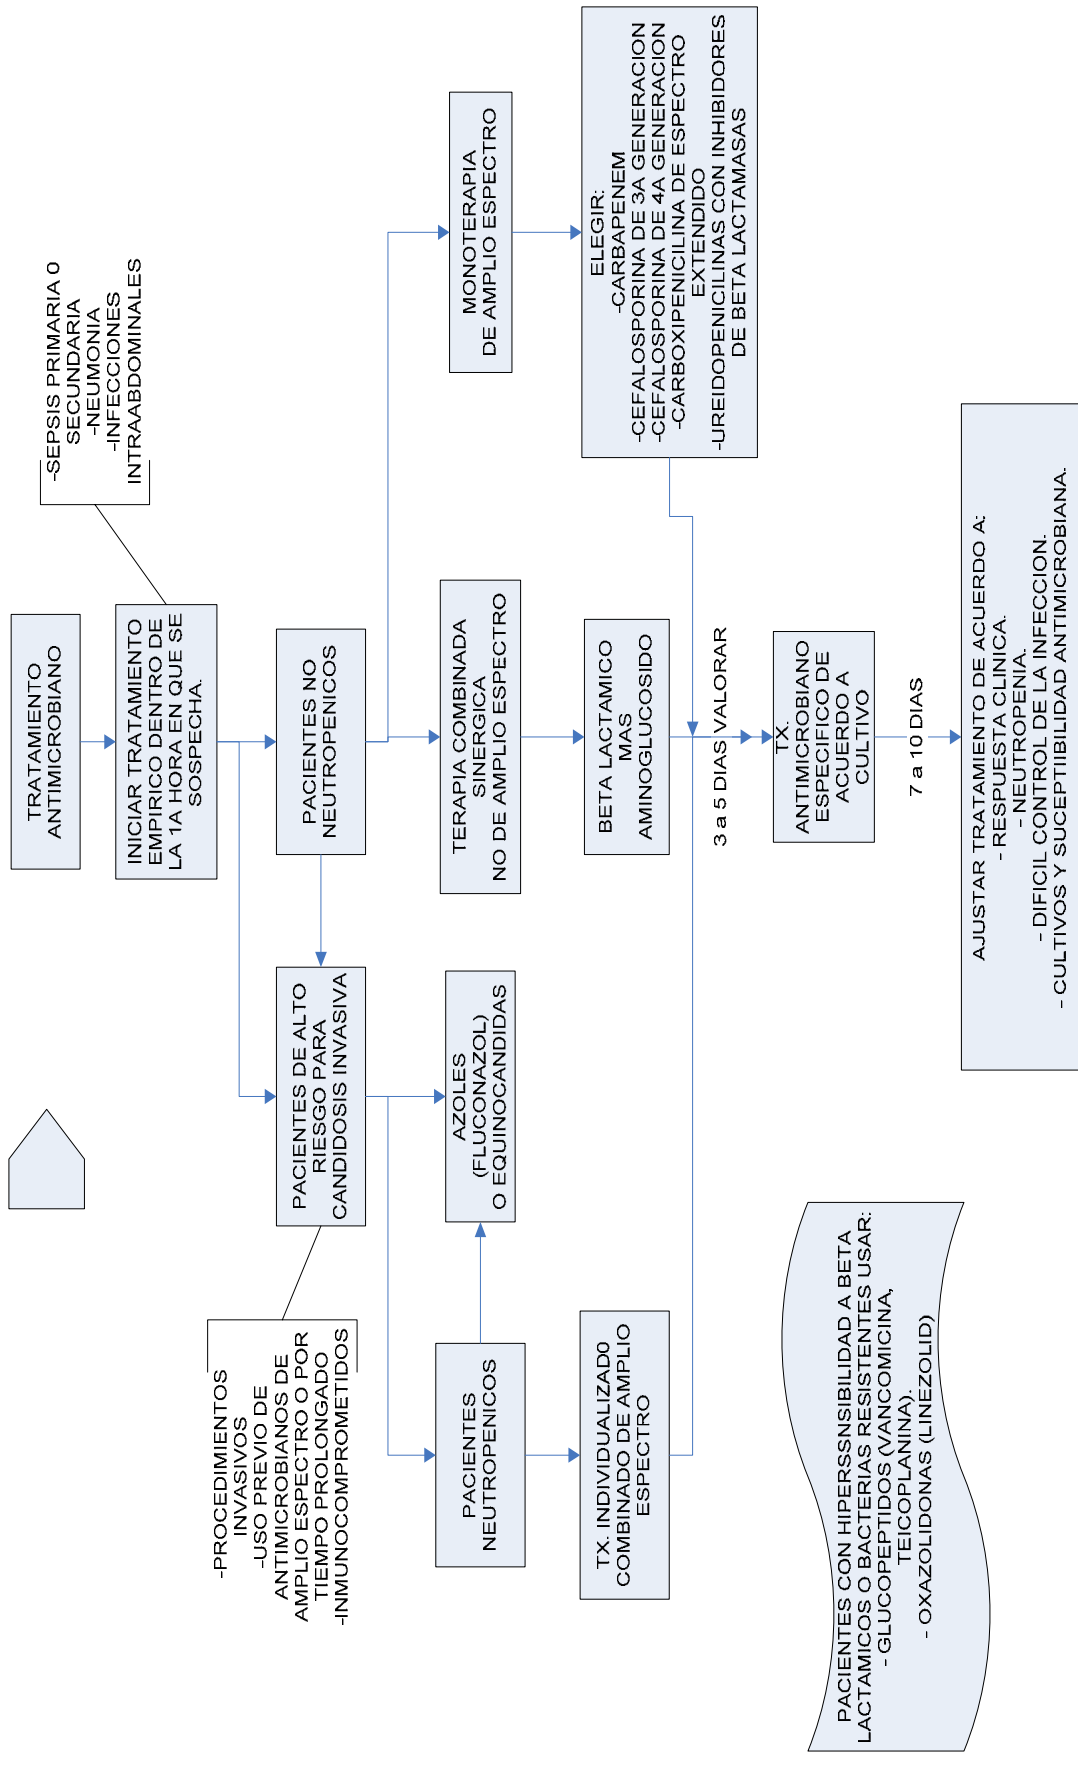 TRATAMIENTO
ANTIMICROBIANO
INICIAR TRATAMIENTO
EMPIRICO DENTRO DE
LA 1A HORA EN QUE SE
SOSPECHA.
-SEPSIS PRIMARIA 0
SECUNDARIA
-NEUMONIA
-INFECCIONES
INTRAABDOMINALES
-PROCEDIMIENTOS
INVASIVOS
-USO PREVIO DE
ANTIMICROBIANOS DE
AMPLIO ESPECTRO O POR
TIEMPO PROLONGADO
-INMUNOCOMPROMETIDOS
PACIENTES DE ALTO
RIESGO PARA
CANDIDOSIS INVASIVA
PACIENTES NO
NEUTROPENICOS
PACIENTES
NEUTROPENICOS
AZOLES
(FLUCONAZOL)
O EQUINOCANDIDAS
TERAPIA COMBINADA
SINERGICA
NO DE AMPLIO ESPECTRO
MONOTERAPIA
DE AMPLIO ESPECTRO
TX. INDIVIDUALIZAD0
COMBINADO DE AMPLIO
ESPECTRO
BETA LACTAMICO
MAS
AMINOGLUCOSIDO
ELEGIR:
-CARBAPENEM
-CEFALOSPORINA DE 3A GENERACION
-CEFALOSPORINA DE 4A GENERACION
-CARBOXIPENICILINA DE ESPECTRO
EXTENDIDO
-UREIDOPENICILINAS CON INHIBIDORES
DE BETA LACTAMASAS
3 a 5 DIAS VALORAR
TX.
ANTIMICROBIANO
ESPECIFICO DE
ACUERDO A
CULTIVO
7 a 10 DIAS
PACIENTES CON HIPERSSNSIBILIDAD A BETA
LACTAMICOS O BACTERIAS RESISTENTES USAR:
- GLUCOPEPTIDOS (VANCOMICINA,
TEICOPLANINA).
- OXAZOLIDONAS (LINEZOLID)
AJUSTAR TRATAMIENTO DE ACUERDO A:
- RESPUESTA CLINICA.
- NEUTROPENIA.
- DIFICIL CONTROL DE LA INFECCION.
- CULTIVOS Y SUCEPTIBILIDAD ANTIMICROBIANA.